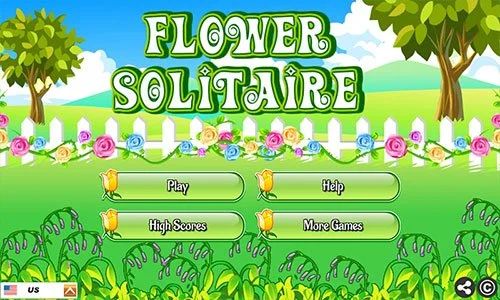 FLOWER
SOLITAIRE
Play
Help
High Scores
More Games
US
©